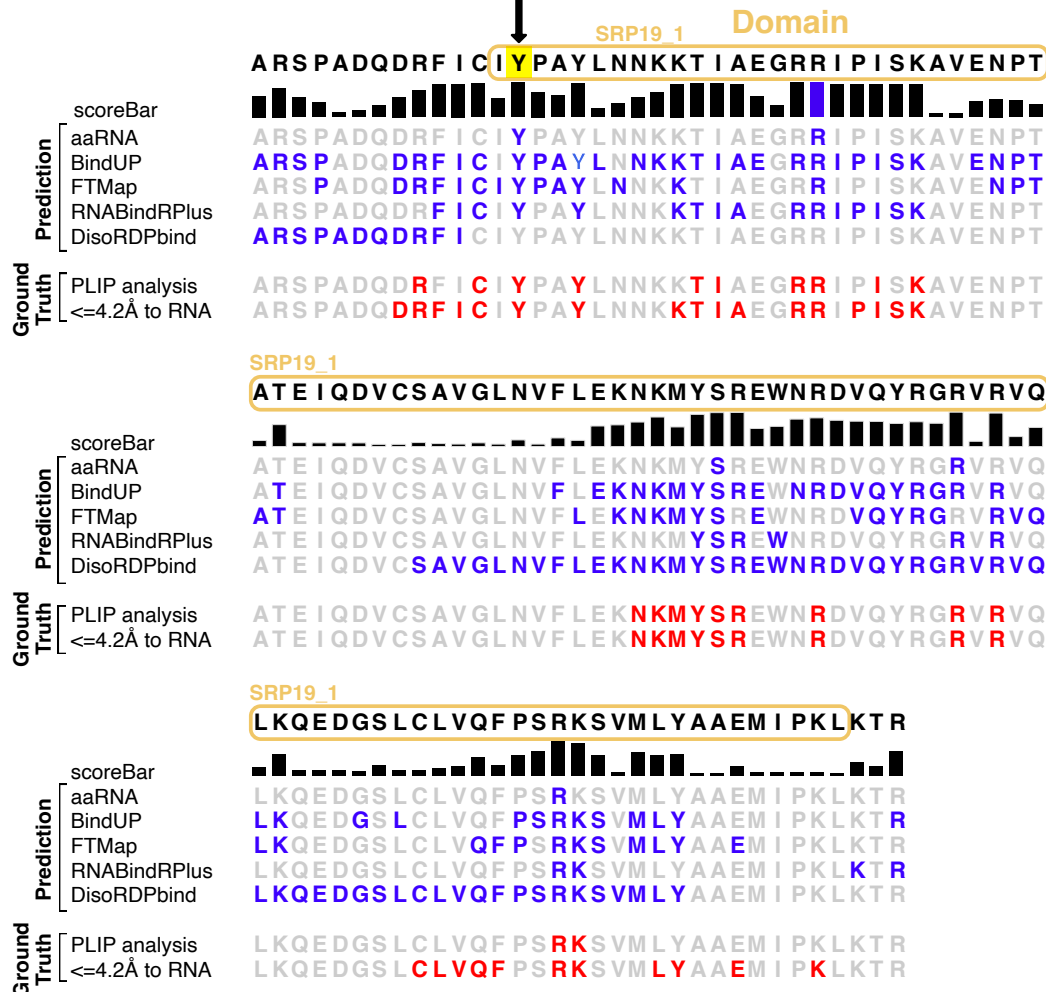 Domain
SRP19_1
ARSPADQDRFICIYPAYLNNKKTIAEGRRIPISKAVENPT
scoreBar
Prediction
aaRNA ARSPADQDRFICIYPAYLNNKKTIAEGRRIPISKAVENPT
BindUP ARSPADQDRFICIYPAYLNNKKTIAEGRRIPISKAVENPT
FTMap ARSPADQDRFICIYPAYLNNKKTIAEGRRIPISKAVENPT
RNABindRPlus ARSPADQDRFICIYPAYLNNKKTIAEGRRIPISKAVENPT
DisoRDPbind ARSPADQDRFICIYPAYLNNKKTIAEGRRIPISKAVENPT
Ground
Truth
PLIP analysis ARSPADQDRFICIYPAYLNNKKTIAEGRRIPISKAVENPT
<=4.2Å to RNA ARSPADQDRFICIYPAYLNNKKTIAEGRRIPISKAVENPT
SRP19_1
ATEIQDVCSAVGLNVFLEKNKMYSREWNRDVQYRGRVRVQ
scoreBar
Prediction
aaRNA ATEIQDVCSAVGLNVFLEKNKMYSREWNRDVQYRGRVRVQ
BindUP ATEIQDVCSAVGLNVFLEKNKMYSREWNRDVQYRGRVRVQ
FTMap ATEIQDVCSAVGLNVFLEKNKMYSREWNRDVQYRGRVRVQ
RNABindRPlus ATEIQDVCSAVGLNVFLEKNKMYSREWNRDVQYRGRVRVQ
DisoRDPbind ATEIQDVCSAVGLNVFLEKNKMYSREWNRDVQYRGRVRVQ
Ground
Truth
PLIP analysis ATEIQDVCSAVGLNVFLEKNKMYSREWNRDVQYRGRVRVQ
<=4.2Å to RNA ATEIQDVCSAVGLNVFLEKNKMYSREWNRDVQYRGRVRVQ
SRP19_1
LKQEDGSLCLVQFPSRKSVMLYAAEMIPKLKTR
scoreBar
Prediction
aaRNA LKQEDGSLCLVQFPSRKSVMLYAAEMIPKLKTR
BindUP LKQEDGSLCLVQFPSRKSVMLYAAEMIPKLKTR
FTMap LKQEDGSLCLVQFPSRKSVMLYAAEMIPKLKTR
RNABindRPlus LKQEDGSLCLVQFPSRKSVMLYAAEMIPKLKTR
DisoRDPbind LKQEDGSLCLVQFPSRKSVMLYAAEMIPKLKTR
Ground
Truth
PLIP analysis LKQEDGSLCLVQFPSRKSVMLYAAEMIPKLKTR
<=4.2Å to RNA LKQEDGSLCLVQFPSRKSVMLYAAEMIPKLKTR